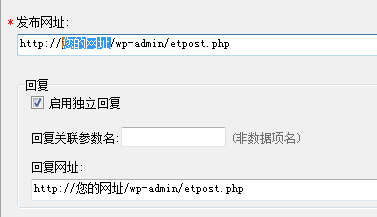 *发布网址:
http://您的网址/wp-admin/etpost.php
回复
启用独立回复
回复关联参数名: (非数据项名)
回复网址:
http://您的网址/wp-admin/etpost.php